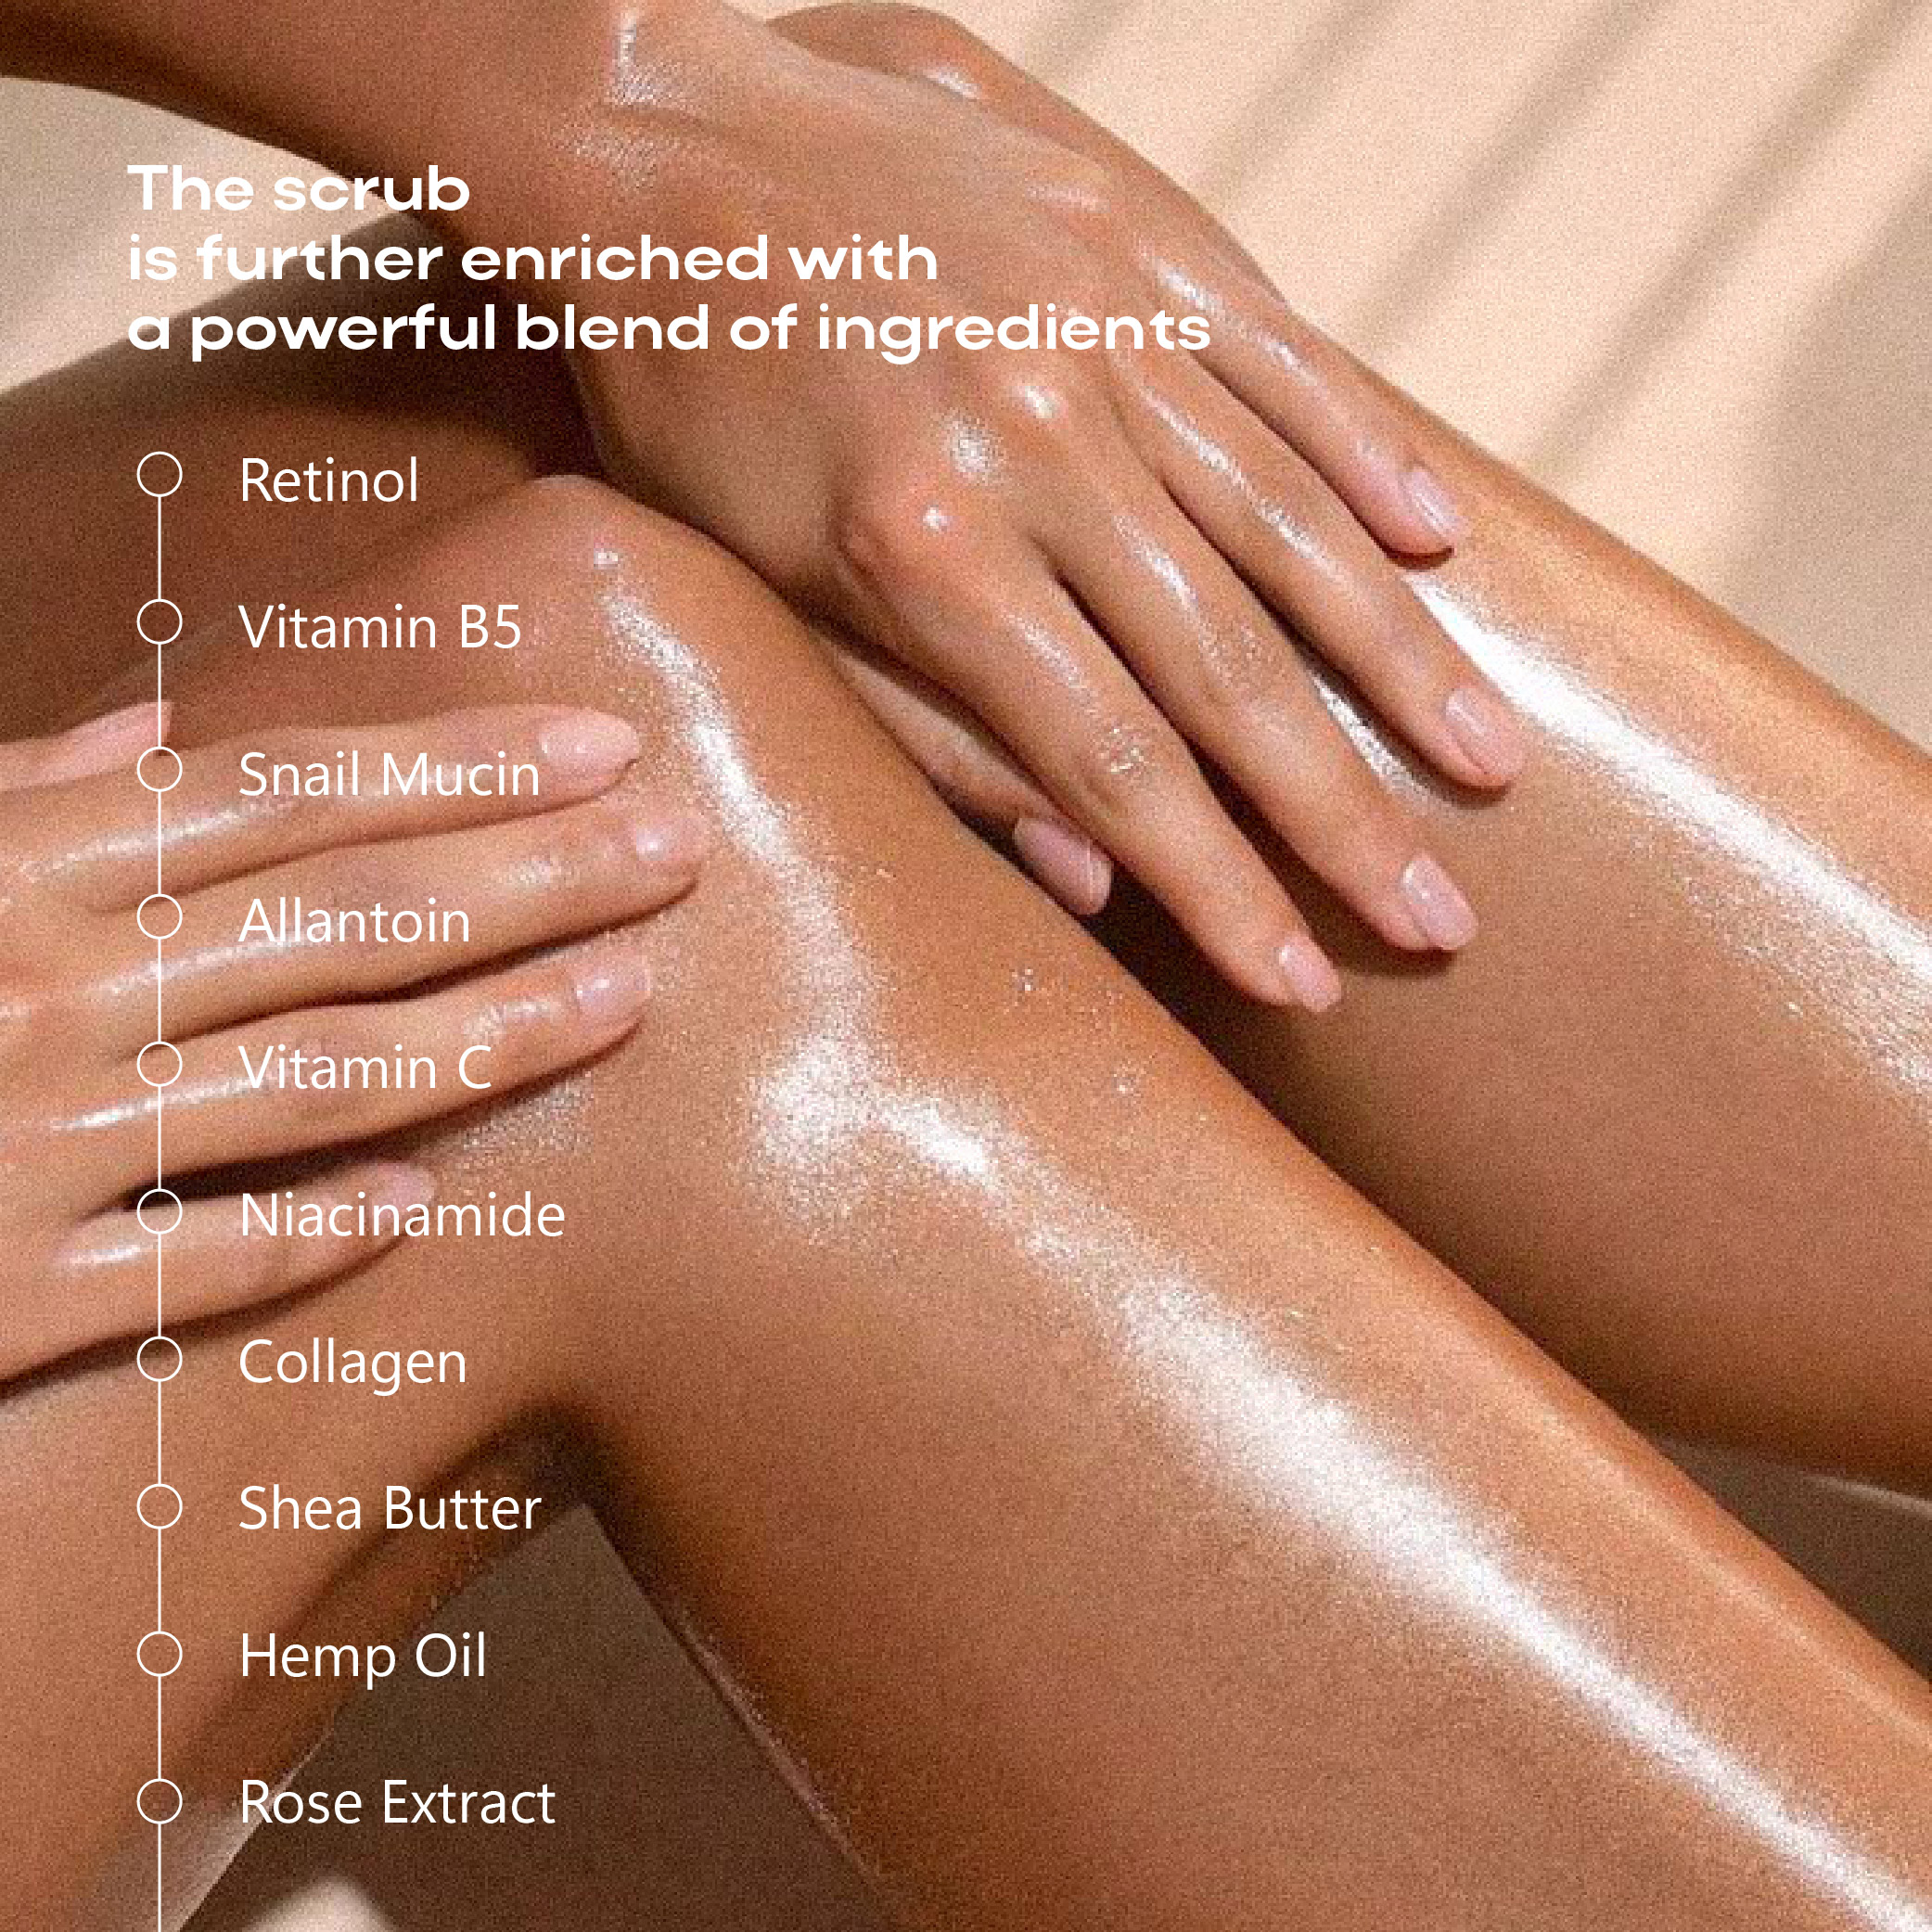 The scrub
is further enriched with
a powerful blend of ingredients
Retinol
Vitamin B5
Snail Mucin
Allantoin
Vitamin C
Niacinamide
Collagen
Shea Butter
Hemp Oil
Rose Extract